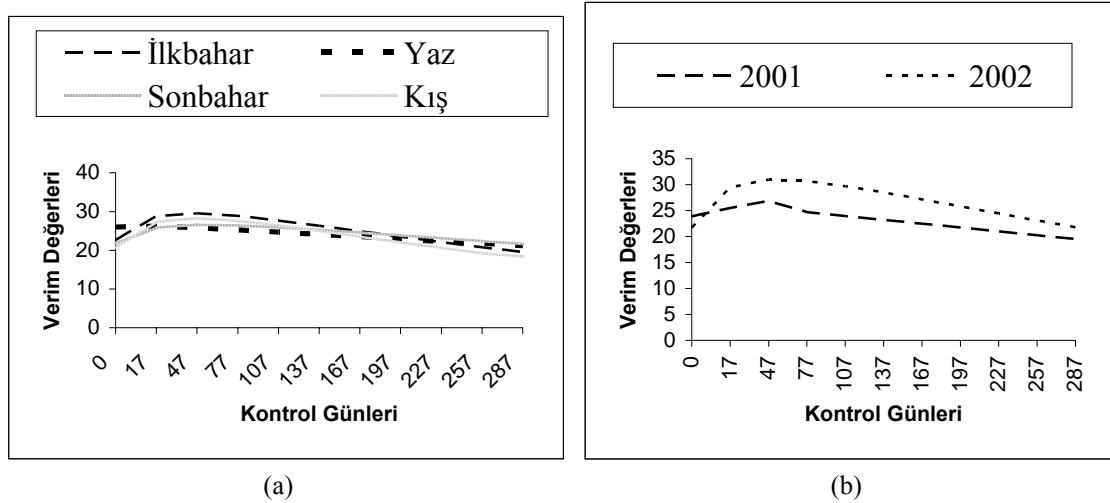 İlkbahar Yaz
Sonbahar Kış
40
30
20
10
0
Verim Değerleri
0 17 47 77 107 137 167 197 227 257 287
Kontrol Günleri
(a)
2001 2002
35
30
25
20
15
10
5
0
Verim Değerleri
0 17 47 77 107 137 167 197 227 257 287
Kontrol Günleri
(b)